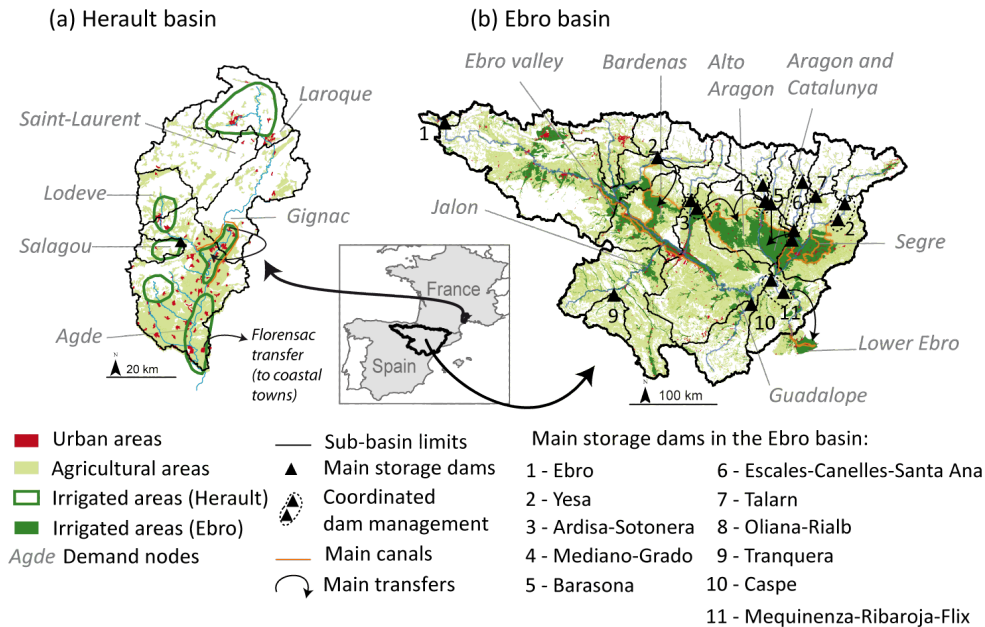 (a) Herault basin
(b) Ebro basin
Saint-Laurent
Laroque
Lodeve
Gignac
Salagou
Agde
Florensac
transfer
(to coastal
towns)
N
20 km
France
Spain
Ebro valley
Bardenas
Alto
Aragon
Aragon and
Catalunya
Jalon
Segre
Lower Ebro
Guadalope
1
2
3
4
5
6
7
2
9
10
11
N
100 km
Urban areas
Agricultural areas
Irrigated areas (Herault)
Irrigated areas (Ebro)
Agde Demand nodes
Sub-basin limits
Main storage dams
Coordinated
dam management
Main canals
Main transfers
Main storage dams in the Ebro basin:
1 - Ebro
2 - Yesa
3 - Ardisa-Sotonera
4 - Mediano-Grado
5 - Barasona
6 - Escales-Canelles-Santa Ana
7 - Talarn
8 - Oliana-Rialb
9 - Tranquera
10 - Caspe
11 - Mequinenza-Ribaroja-Flix